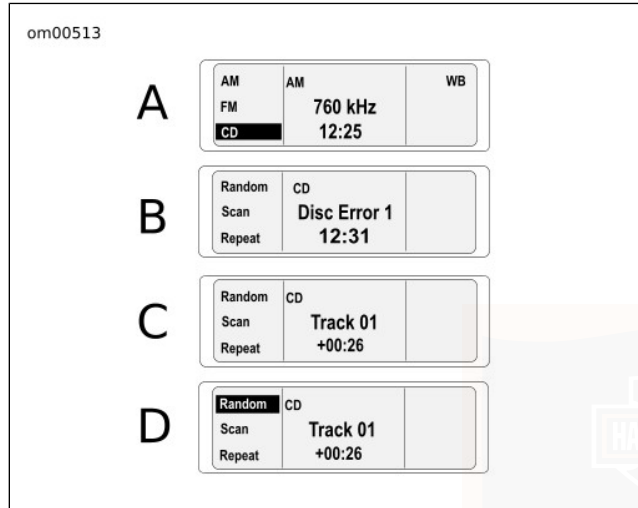 om00513
A
AM AM WB
FM 760 kHz
CD 12:25
B
Random CD
Scan Disc Error 1
Repeat 12:31
C
Random CD
Scan Track 01
Repeat +00:26
D
Random CD
Scan Track 01
Repeat +00:26